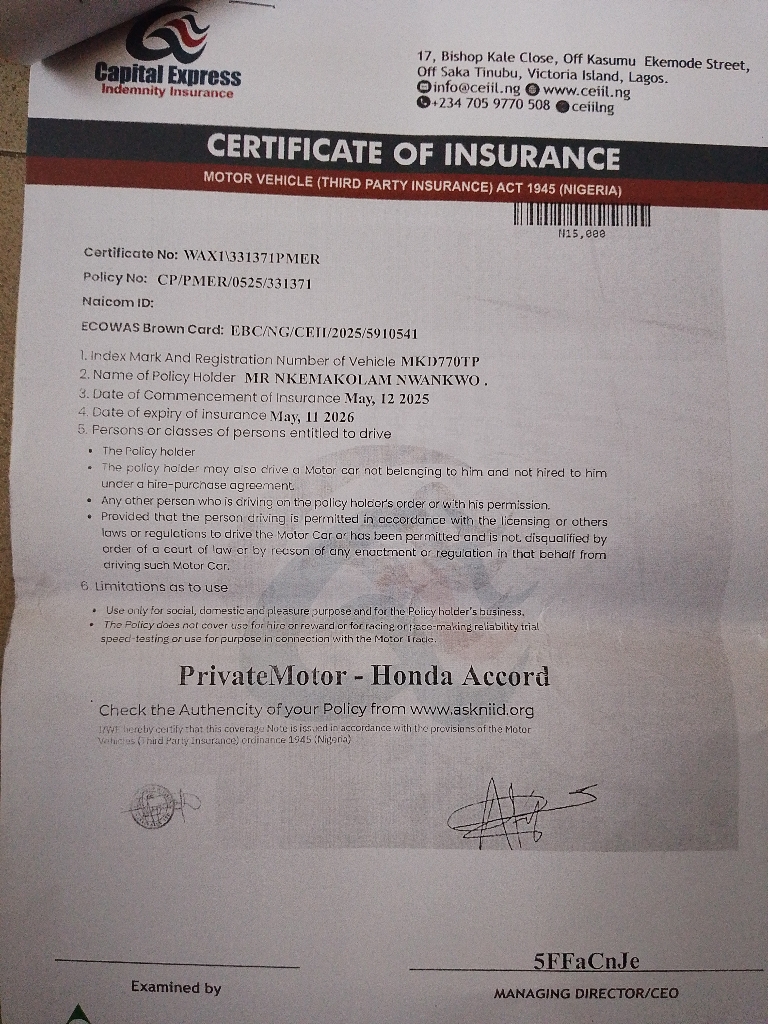 Capital Express
Indemnity Insurance
17, Bishop Kale Close, Off Kasumu Ekemode Street,
Off Saka Tinubu, Victoria Island, Lagos.
info@ceiil.ng www.ceiil.ng
+234 705 9770 508 ceiilng
CERTIFICATE OF INSURANCE
MOTOR VEHICLE (THIRD PARTY INSURANCE) ACT 1945 (NIGERIA)
N15,000
Certificate No: WAX1\331371PMER
Policy No: CP/PMER/0525/331371
Naicom ID:
ECOWAS Brown Card: EBC/NG/CEII/2025/5910541
1. Index Mark And Registration Number of Vehicle MKD770TP
2. Name of Policy Holder MR NKEMAKOLAM NWANKWO .
3. Date of Commencement of Insurance May, 12 2025
4. Date of expiry of insurance May, 11 2026
5. Persons or classes of persons entitled to drive
• The Policy holder
• The policy holder may also drive a Motor car not belonging to him and not hired to him
under a hire-purchase agreement.
• Any other person who is driving on the policy holder's order or with his permission.
• Provided that the person driving is permitted in accordance with the licensing or others
laws or regulations to drive the Motor Car or has been permitted and is not disqualified by
order of a court of law or by reason of any enactment or regulation in that behalf from
driving such Motor Car.
6. Limitations as to use
• Use only for social, domestic and pleasure purpose and for the Policy holder's business.
• The Policy does not cover use for hire or reward or for racing or pace-making reliability trial
speed-testing or use for purpose in connection with the Motor Trade.
PrivateMotor - Honda Accord
Check the Authencity of your Policy from www.askniid.org
I/WE hereby certify that this coverage Note is issued in accordance with the provisions of the Motor
Vehicles (Third Party Insurance) ordinance 1945 (Nigeria)
5FFaCnJe
Examined by
MANAGING DIRECTOR/CEO